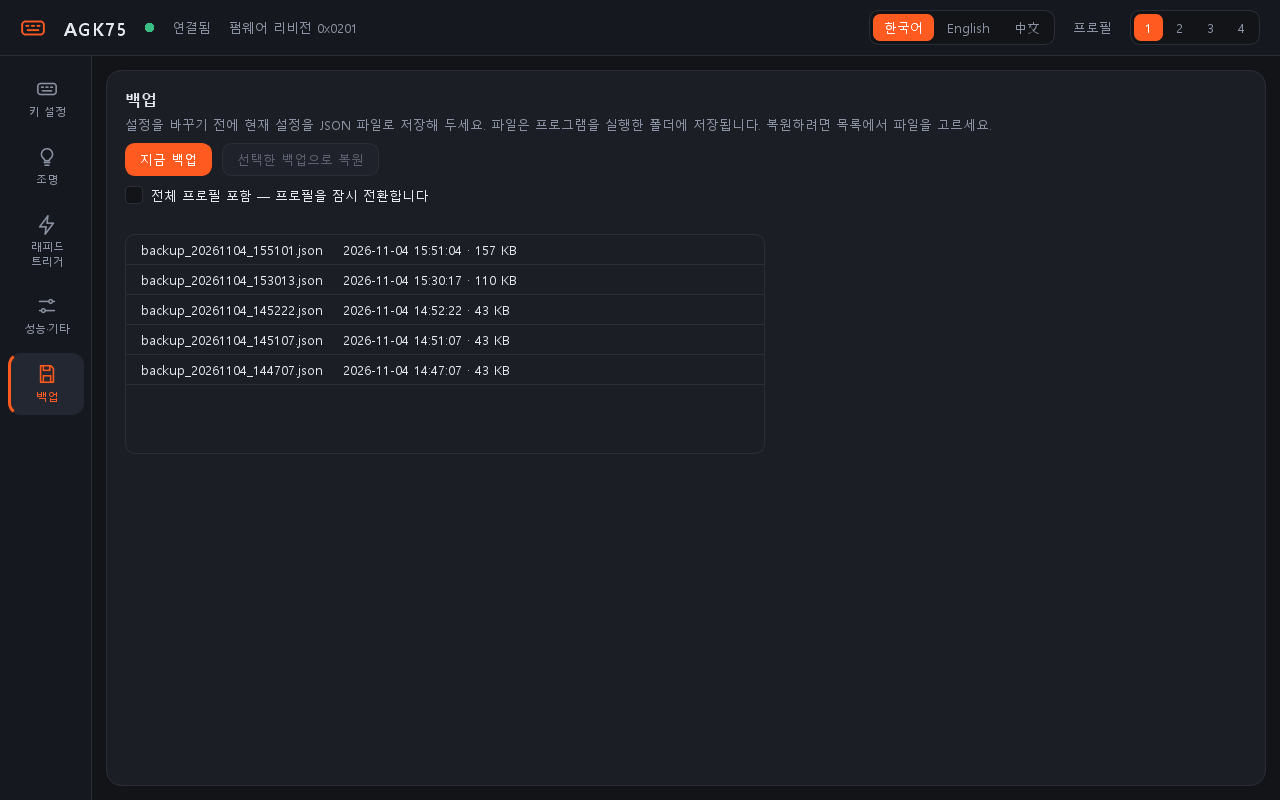 AGK75 연결됨 펌웨어 리비전 0x0201 한국어 English 中文 프로필 1 2 3 4
키 설정
조명
래피드
트리거
성능·기타
백업
백업
설정을 바꾸기 전에 현재 설정을 JSON 파일로 저장해 두세요. 파일은 프로그램을 실행한 폴더에 저장됩니다. 복원하려면 목록에서 파일을 고르세요.
지금 백업 선택한 백업으로 복원
전체 프로필 포함 — 프로필을 잠시 전환합니다
backup_20261104_155101.json 2026-11-04 15:51:04 · 157 KB
backup_20261104_153013.json 2026-11-04 15:30:17 · 110 KB
backup_20261104_145222.json 2026-11-04 14:52:22 · 43 KB
backup_20261104_145107.json 2026-11-04 14:51:07 · 43 KB
backup_20261104_144707.json 2026-11-04 14:47:07 · 43 KB